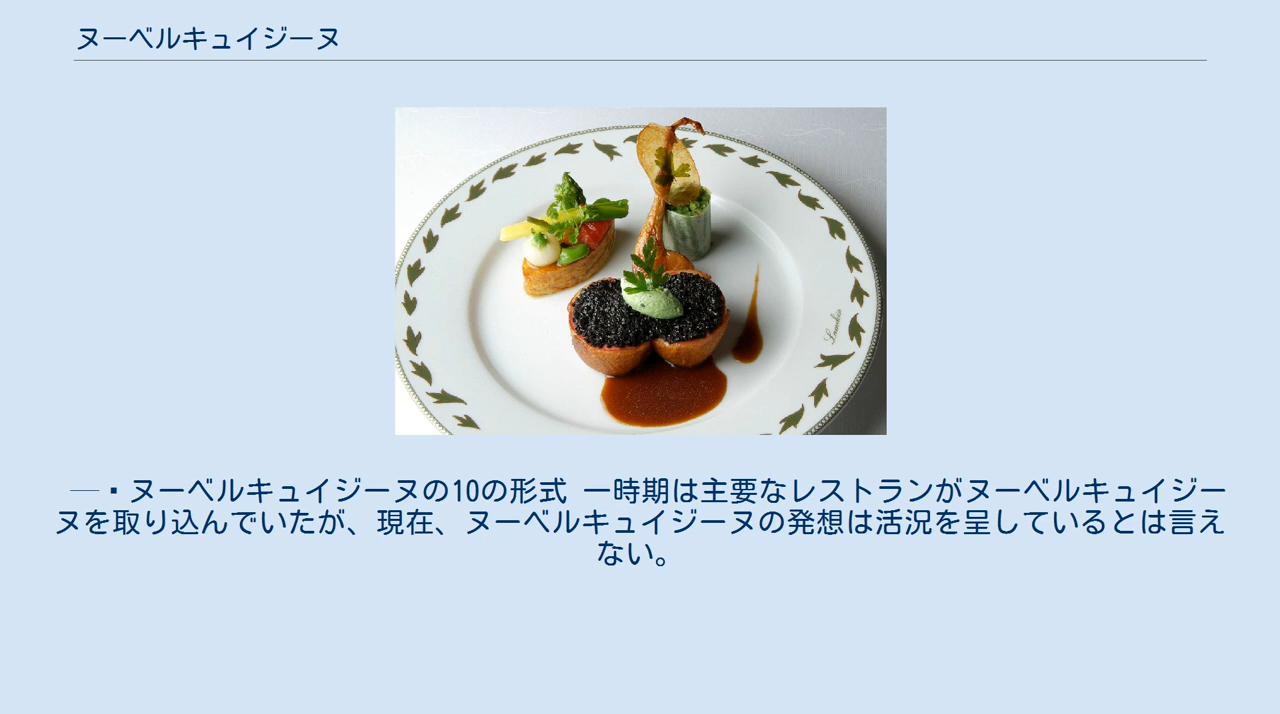 ヌーベルキュイジーヌ
―▪ヌーベルキュイジーヌの10の形式 一時期は主要なレストランがヌーベルキュイジー
ヌを取り込んでいたが、現在、ヌーベルキュイジーヌの発想は活況を呈しているとは言え
ない。